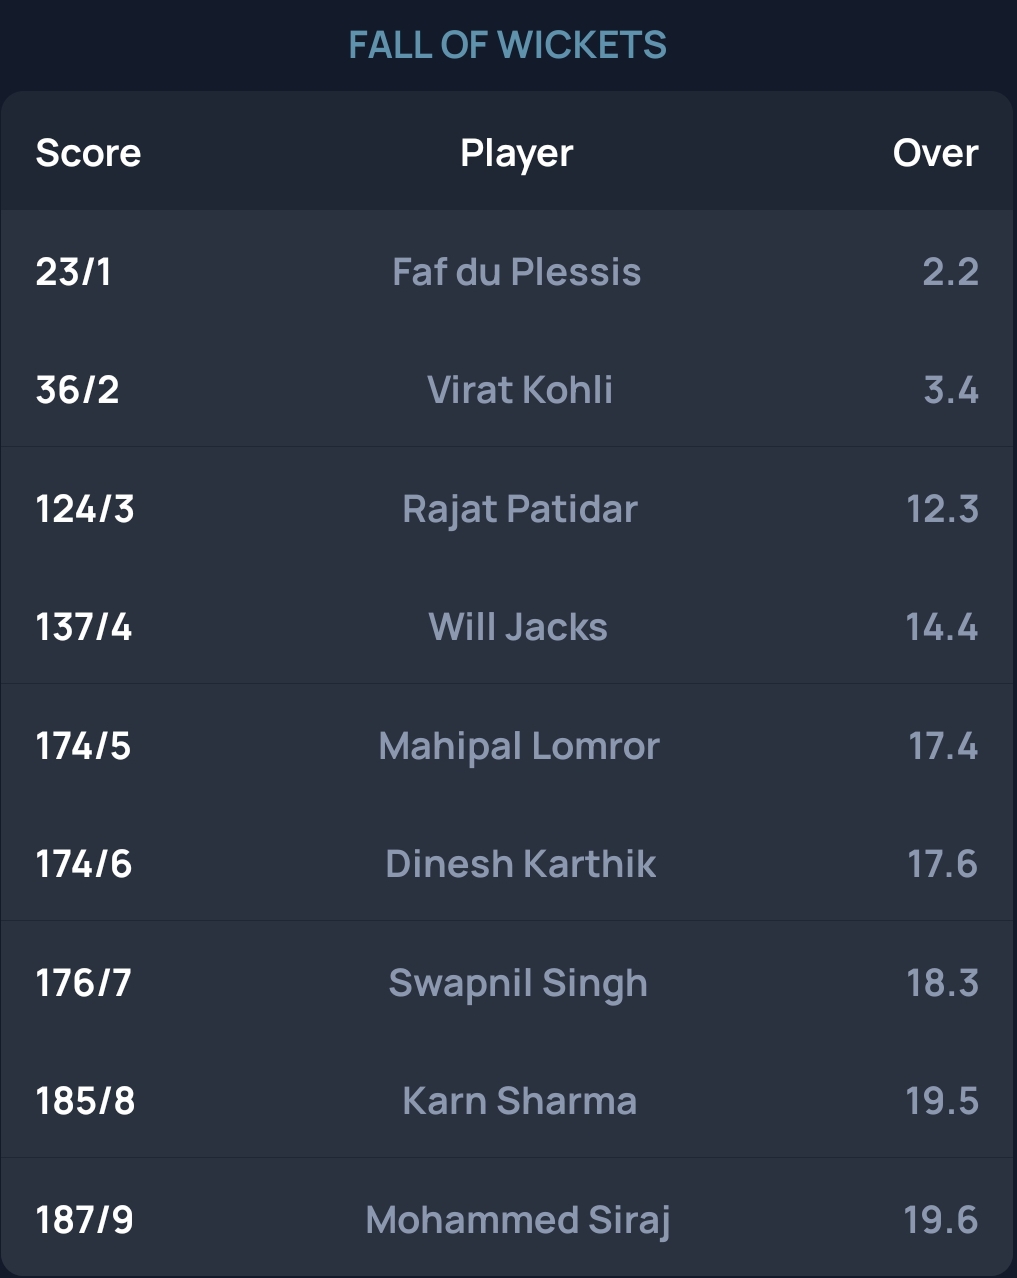 FALL OF WICKETS
Score Player Over
23/1 Faf du Plessis 2.2
36/2 Virat Kohli 3.4
124/3 Rajat Patidar 12.3
137/4 Will Jacks 14.4
174/5 Mahipal Lomror 17.4
174/6 Dinesh Karthik 17.6
176/7 Swapnil Singh 18.3
185/8 Karn Sharma 19.5
187/9 Mohammed Siraj 19.6